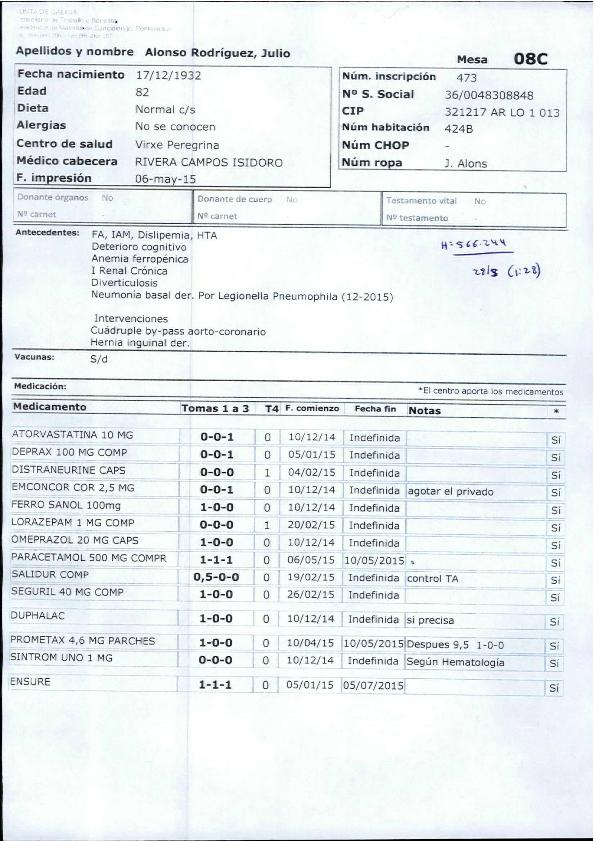 XUNTA DE GALICIA
Apellidos y nombre Alonso Rodríguez, Julio
Mesa 08C
Fecha nacimiento 17/12/1932
Edad 82
Dieta Normal c/s
Alergias No se conocen
Centro de salud Virxe Peregrina
Médico cabecera RIVERA CAMPOS ISIDORO
F. impresión 06-may-15
Núm. inscripción 473
Nº S. Social 36/0048308848
CIP 321217 AR LO 1 013
Núm habitación 424B
Núm CHOP -
Núm ropa J. Alons
Donante órganos No Donante de cuerp No Testamento vital No
Nº carnet - Nº carnet Nº testamento -
Antecedentes: FA, IAM, Dislipemia, HTA
Deterioro cognitivo
Anemia ferropénica
I Renal Crónica
Diverticulosis
Neumonia basal der. Por Legionella Pneumophila (12-2015)
H= 566.244
28/5 (1:28)
Intervenciones
Cuádruple by-pass aorto-coronario
Hernia inguinal der.
Vacunas: S/d
Medicación: *El centro aporta los medicamentos
Medicamento Tomas 1 a 3 T4 F. comienzo Fecha fin Notas *
ATORVASTATINA 10 MG 0-0-1 0 10/12/14 Indefinida Sí
DEPRAX 100 MG COMP 0-0-1 0 05/01/15 Indefinida Sí
DISTRANEURINE CAPS 0-0-0 1 04/02/15 Indefinida Sí
EMCONCOR COR 2,5 MG 0-0-1 0 10/12/14 Indefinida agotar el privado Sí
FERRO SANOL 100mg 1-0-0 0 10/12/14 Indefinida Sí
LORAZEPAM 1 MG COMP 0-0-0 1 20/02/15 Indefinida Sí
OMEPRAZOL 20 MG CAPS 1-0-0 0 10/12/14 Indefinida Sí
PARACETAMOL 500 MG COMPR 1-1-1 0 06/05/15 10/05/2015 Sí
SALIDUR COMP 0,5-0-0 0 19/02/15 Indefinida control TA Sí
SEGURIL 40 MG COMP 1-0-0 0 26/02/15 Indefinida Sí
DUPHALAC 1-0-0 0 10/12/14 Indefinida si precisa Sí
PROMETAX 4,6 MG PARCHES 1-0-0 0 10/04/15 10/05/2015 Despues 9,5 1-0-0 Sí
SINTROM UNO 1 MG 0-0-0 0 10/12/14 Indefinida Según Hematología Sí
ENSURE 1-1-1 0 05/01/15 05/07/2015 Sí